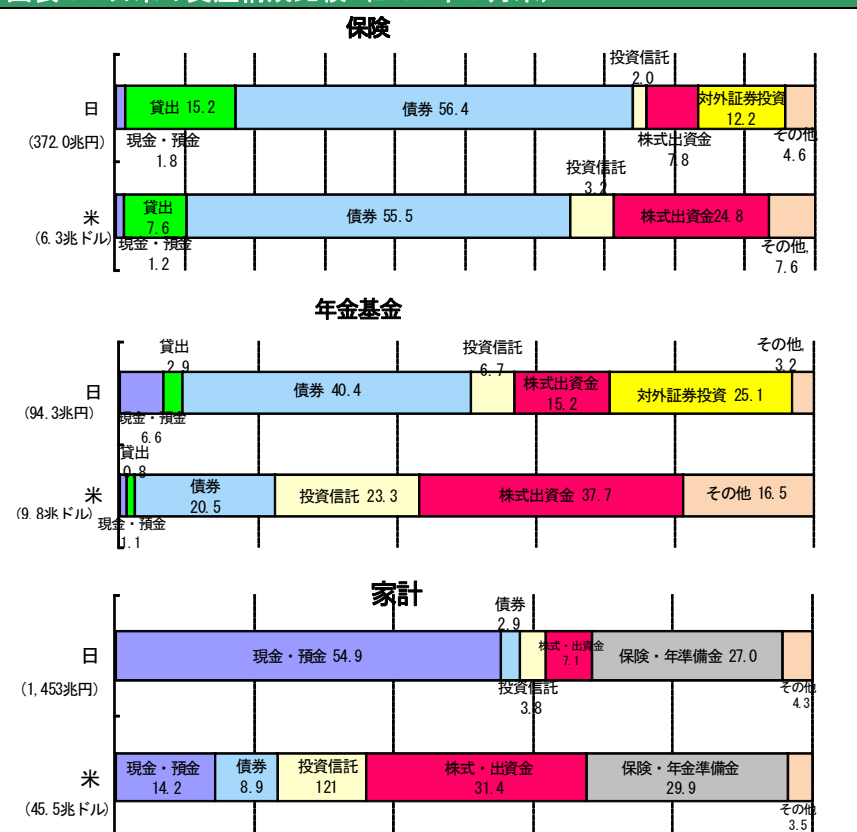 保険
投資信託
2.0
日
(372.0兆円)
貸出 15.2
債券 56.4
対外証券投資
12.2
現金・預金
1.8
株式出資金
7.8
その他
4.6
投資信託
3.2
米
(6.3兆ドル)
貸出
7.6
債券 55.5
株式出資金24.8
現金・預金
1.2
その他,
7.6
年金基金
貸出
2.9
投資信託
6.7
その他,
3.2
日
(94.3兆円)
債券 40.4
株式出資金
15.2
対外証券投資 25.1
現金・預金
6.6
貸出
0.8
米
(9.8兆ドル)
債券
20.5
投資信託 23.3
株式出資金 37.7
その他 16.5
現金・預金
1.1
家計
債券
2.9
日
(1,453兆円)
現金・預金 54.9
株式・出資金
7.1
保険・年準備金 27.0
投資信託
3.8
その他
4.3
米
(45.5兆ドル)
現金・預金
14.2
債券
8.9
投資信託
121
株式・出資金
31.4
保険・年金準備金
29.9
その他
3.5